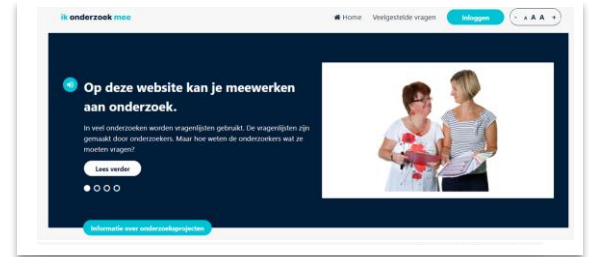 ik onderzoek mee
Home Veelgestelde vragen Inloggen - A A A +
Op deze website kan je meewerken
aan onderzoek.
In veel onderzoeken worden vragenlijsten gebruikt. De vragenlijsten zijn
gemaakt door onderzoekers. Maar hoe weten de onderzoekers wat ze
moeten vragen?
Lees verder
Informatie over onderzoeksprojecten